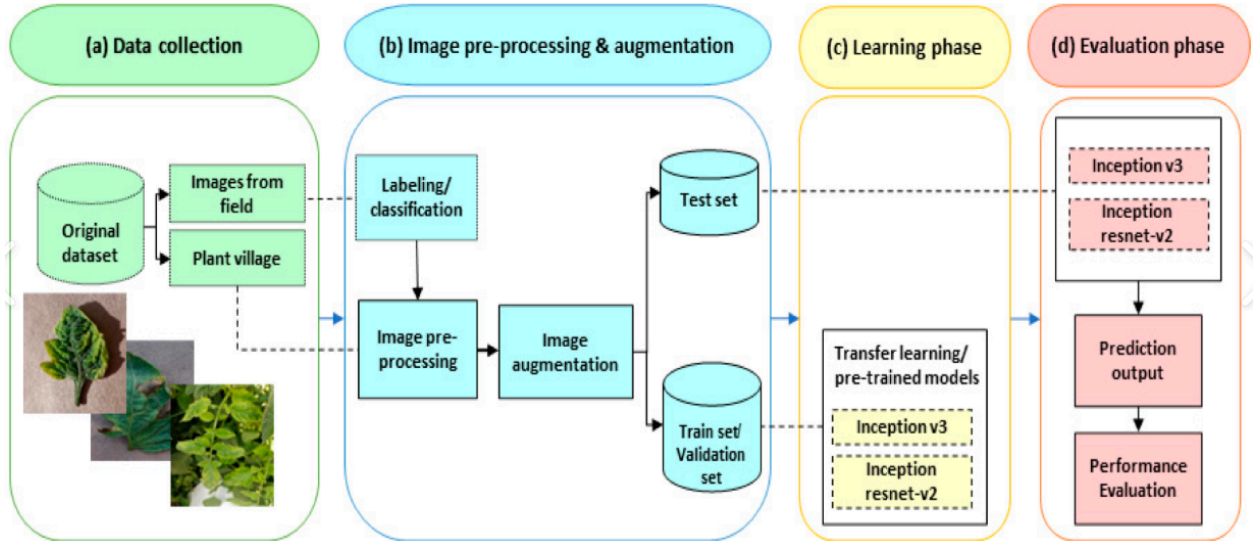 (a) Data collection
(b) Image pre-processing & augmentation
(c) Learning phase
(d) Evaluation phase
Original
dataset
Images from
field
Plant village
Labeling/
classification
Image pre-
processing
Image
augmentation
Test set
Train set/
Validation
set
Transfer learning/
pre-trained models
Inception v3
Inception
resnet-v2
Inception v3
Inception
resnet-v2
Prediction
output
Performance
Evaluation